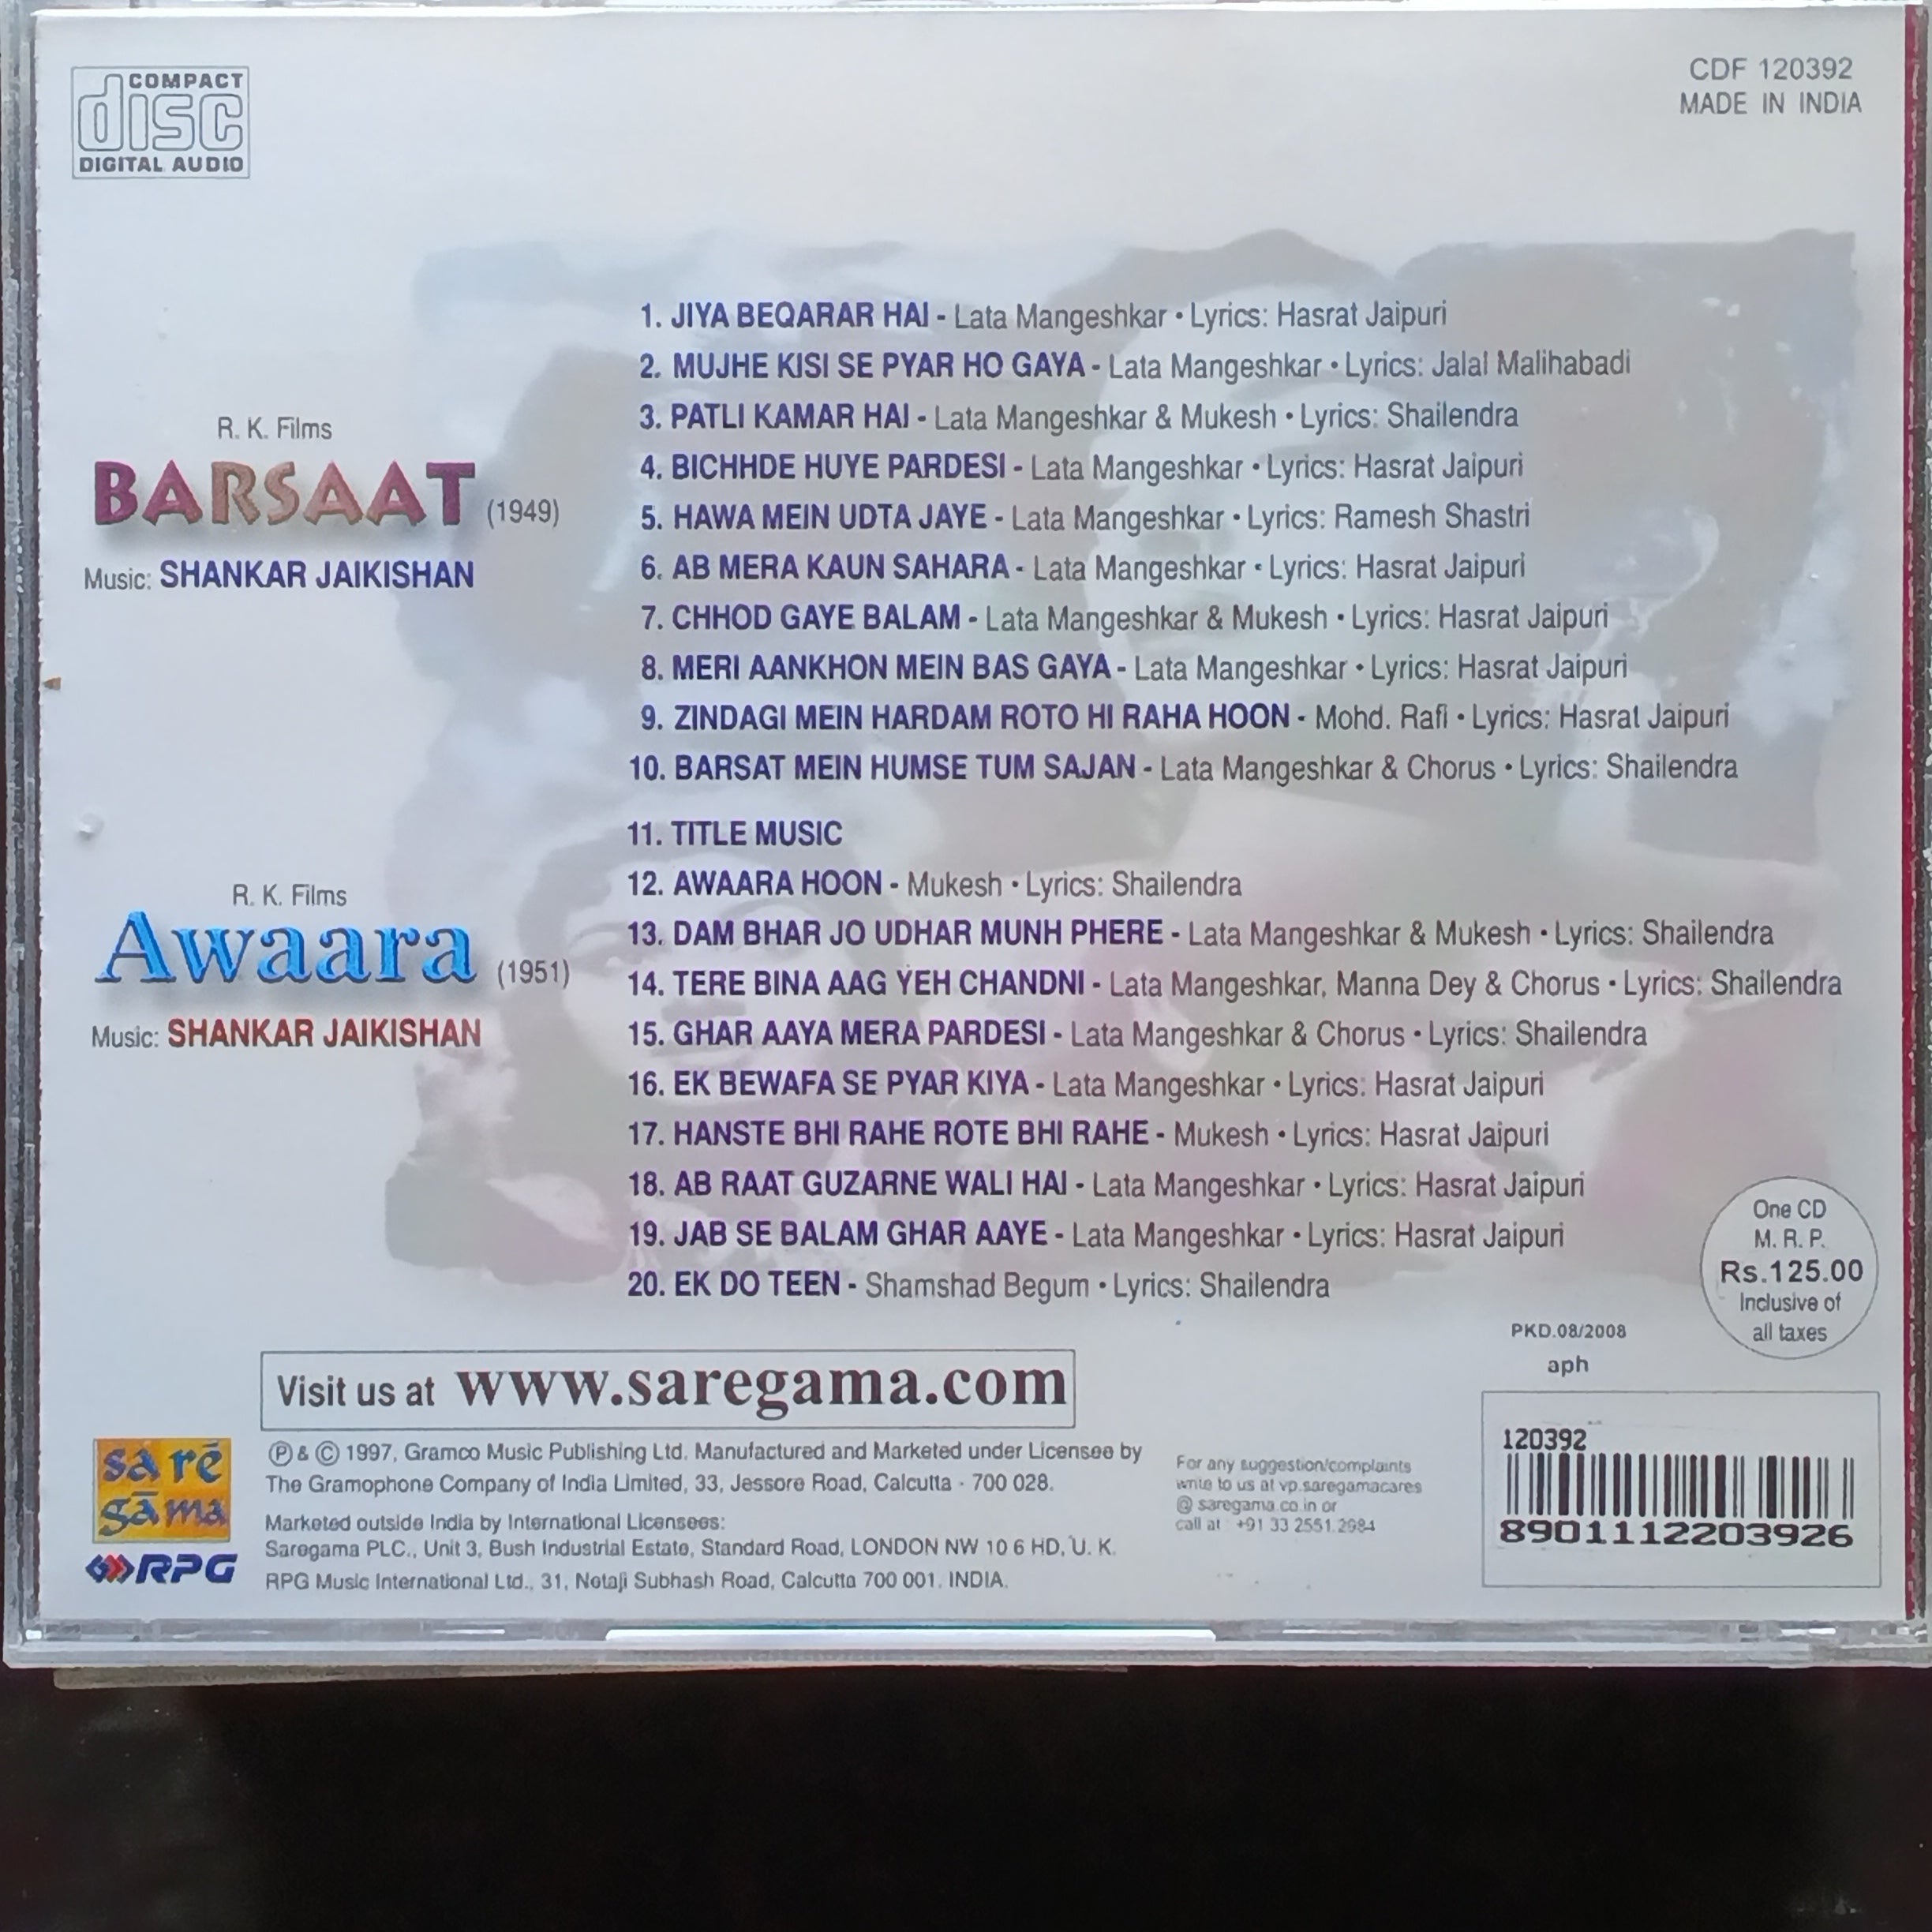 COMPACT
disc
DIGITAL AUDIO
CDF 120392
MADE IN INDIA
R. K. Films
BARSAAT (1949)
Music: SHANKAR JAIKISHAN
1. JIYA BEQARAR HAI - Lata Mangeshkar • Lyrics: Hasrat Jaipuri
2. MUJHE KISI SE PYAR HO GAYA - Lata Mangeshkar • Lyrics: Jalal Malihabadi
3. PATLI KAMAR HAI - Lata Mangeshkar & Mukesh • Lyrics: Shailendra
4. BICHHDE HUYE PARDESI - Lata Mangeshkar • Lyrics: Hasrat Jaipuri
5. HAWA MEIN UDTA JAYE - Lata Mangeshkar • Lyrics: Ramesh Shastri
6. AB MERA KAUN SAHARA - Lata Mangeshkar • Lyrics: Hasrat Jaipuri
7. CHHOD GAYE BALAM - Lata Mangeshkar & Mukesh • Lyrics: Hasrat Jaipuri
8. MERI AANKHON MEIN BAS GAYA - Lata Mangeshkar • Lyrics: Hasrat Jaipuri
9. ZINDAGI MEIN HARDAM ROTO HI RAHA HOON - Mohd. Rafi • Lyrics: Hasrat Jaipuri
10. BARSAT MEIN HUMSE TUM SAJAN - Lata Mangeshkar & Chorus • Lyrics: Shailendra
R. K. Films
Awaara (1951)
Music: SHANKAR JAIKISHAN
11. TITLE MUSIC
12. AWAARA HOON - Mukesh • Lyrics: Shailendra
13. DAM BHAR JO UDHAR MUNH PHERE - Lata Mangeshkar & Mukesh • Lyrics: Shailendra
14. TERE BINA AAG YEH CHANDNI - Lata Mangeshkar, Manna Dey & Chorus • Lyrics: Shailendra
15. GHAR AAYA MERA PARDESI - Lata Mangeshkar & Chorus • Lyrics: Shailendra
16. EK BEWAFA SE PYAR KIYA - Lata Mangeshkar • Lyrics: Hasrat Jaipuri
17. HANSTE BHI RAHE ROTE BHI RAHE - Mukesh • Lyrics: Hasrat Jaipuri
18. AB RAAT GUZARNE WALI HAI - Lata Mangeshkar • Lyrics: Hasrat Jaipuri
19. JAB SE BALAM GHAR AAYE - Lata Mangeshkar • Lyrics: Hasrat Jaipuri
20. EK DO TEEN - Shamshad Begum • Lyrics: Shailendra
One CD
M. R. P.
Rs.125.00
Inclusive of
all taxes
PKD.08/2008
aph
Visit us at www.saregama.com
sa rē
gāma
RPG
Ⓟ & © 1997, Gramco Music Publishing Ltd. Manufactured and Marketed under Licensee by
The Gramophone Company of India Limited, 33, Jessore Road, Calcutta - 700 028.
Marketed outside India by International Licensees:
Saregama PLC., Unit 3, Bush Industrial Estate, Standard Road, LONDON NW 10 6 HD, U. K.
RPG Music International Ltd., 31, Netaji Subhash Road, Calcutta 700 001. INDIA.
For any suggestion/complaints
write to us at vp.saregamacares
@ saregama.co.in or
call at : +91 33 2551 2984
120392
8901112203926